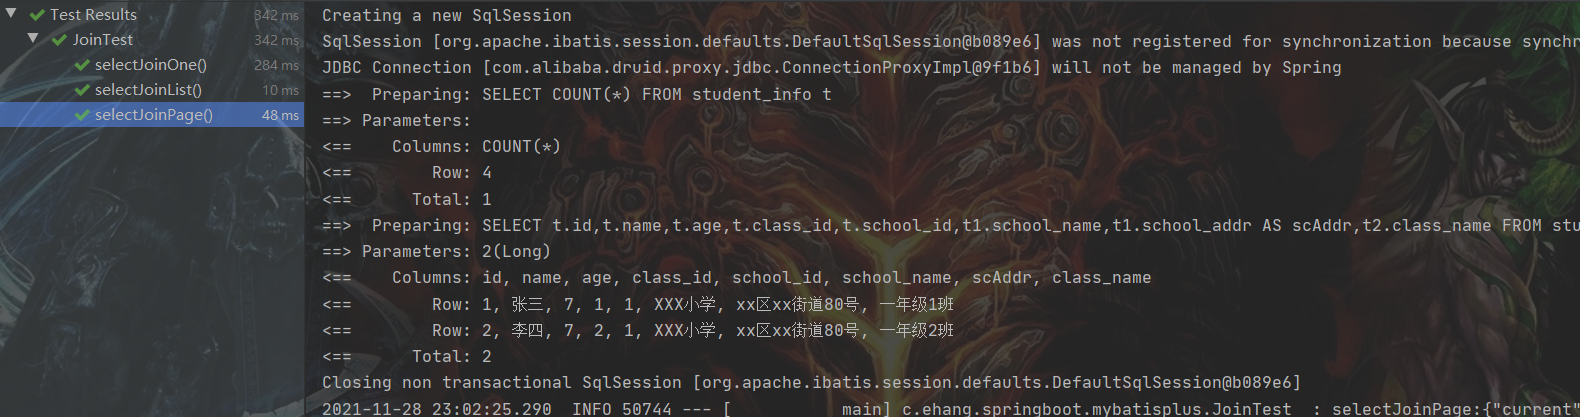 Test Results 342 ms
JoinTest 342 ms
selectJoinOne() 284 ms
selectJoinList() 10 ms
selectJoinPage() 48 ms
Creating a new SqlSession
SqlSession [org.apache.ibatis.session.defaults.DefaultSqlSession@b089e6] was not registered for synchronization because synchr
JDBC Connection [com.alibaba.druid.proxy.jdbc.ConnectionProxyImpl@9f1b6] will not be managed by Spring
==>  Preparing: SELECT COUNT(*) FROM student_info t
==> Parameters:
<==    Columns: COUNT(*)
<==        Row: 4
<==      Total: 1
==>  Preparing: SELECT t.id,t.name,t.age,t.class_id,t.school_id,t1.school_name,t1.school_addr AS scAddr,t2.class_name FROM stu
==> Parameters: 2(Long)
<==    Columns: id, name, age, class_id, school_id, school_name, scAddr, class_name
<==        Row: 1, 张三, 7, 1, 1, XXX小学, xx区xx街道80号, 一年级1班
<==        Row: 2, 李四, 7, 2, 1, XXX小学, xx区xx街道80号, 一年级2班
<==      Total: 2
Closing non transactional SqlSession [org.apache.ibatis.session.defaults.DefaultSqlSession@b089e6]
2021-11-28 23:02:25.290  INFO 50744 --- [           main] c.ehang.springboot.mybatisplus.JoinTest  : selectJoinPage:{"current"